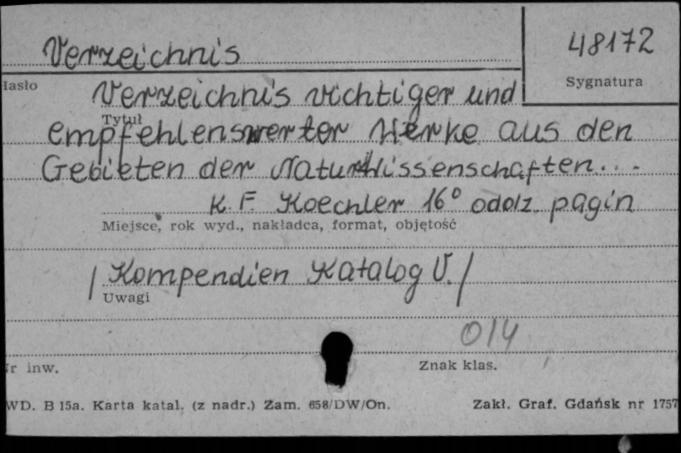 Verzeichnis
48172
Hasło
Sygnatura
Verzeichnis wichtiger und
Tytuł
empfehlenswerter Werke aus den
Gebieten der Naturwissenschaften...
K. F Koechler 16° odolz. pagin
Miejsce, rok wyd., nakładca, format, objętość
/ Kompendien Katalog V. /
Uwagi
014
Nr inw.
Znak klas.
WD. B 15a. Karta katal. (z nadr.) Zam. 658/DW/On.
Zakł. Graf. Gdańsk nr 1757